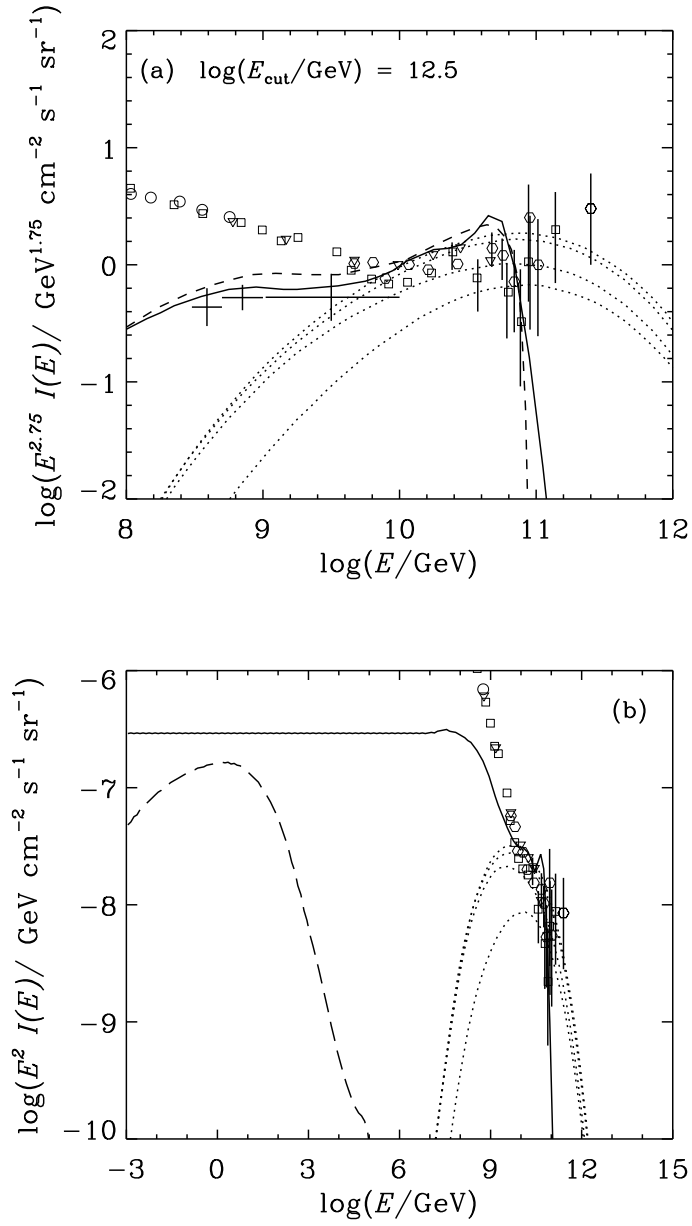 2
(a) log(E_cut/GeV) = 12.5
1
0
−1
−2
log(E^2.75 I(E)/ GeV^1.75 cm^−2 s^−1 sr^−1)
8 9 10 11 12
log(E/GeV)
−6
(b)
−7
−8
−9
−10
log(E^2 I(E)/ GeV cm^−2 s^−1 sr^−1)
−3 0 3 6 9 12 15
log(E/GeV)